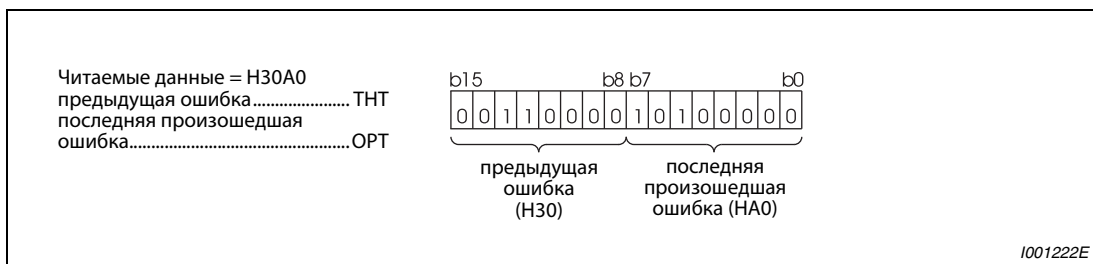 Читаемые данные = H30A0
предыдущая ошибка...................... THT
последняя произошедшая
ошибка..................................................OPT
b15 b8 b7 b0
0 0 1 1 0 0 0 0 1 0 1 0 0 0 0 0
предыдущая
ошибка
(H30)
последняя
произошедшая
ошибка (HA0)
I001222E